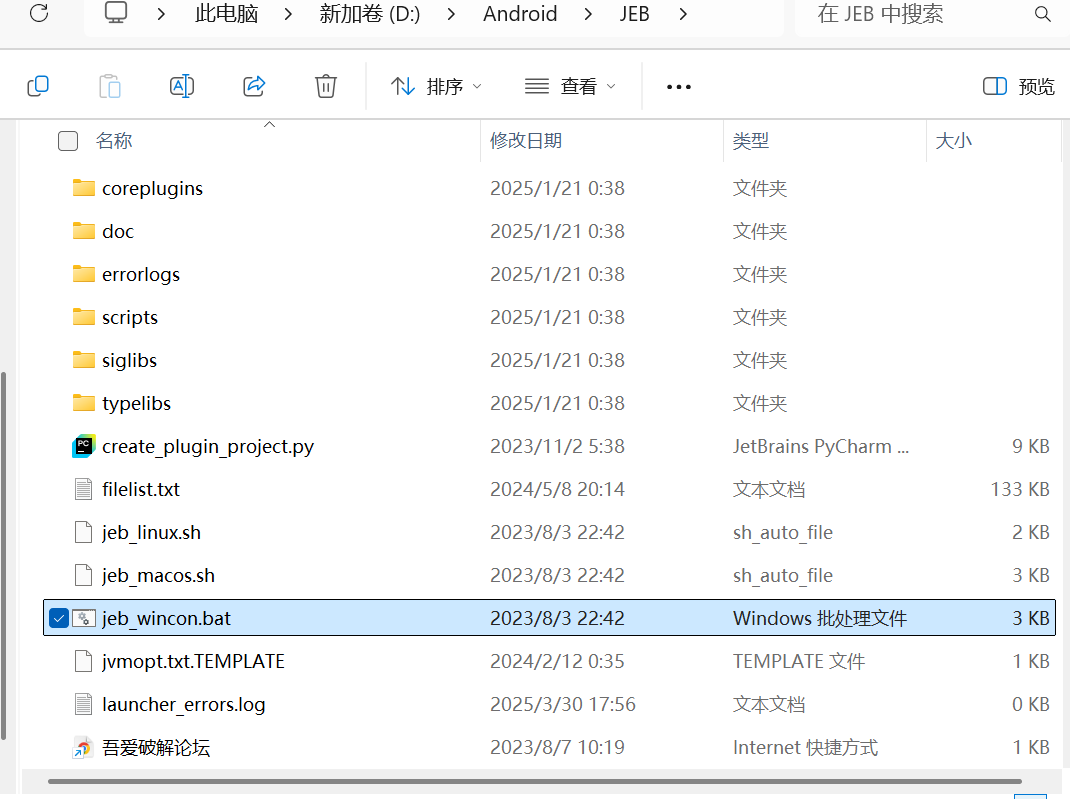 此电脑 新加卷 (D:) Android JEB 在 JEB 中搜索
排序 查看 预览
名称 修改日期 类型 大小
coreplugins 2025/1/21 0:38 文件夹
doc 2025/1/21 0:38 文件夹
errorlogs 2025/1/21 0:38 文件夹
scripts 2025/1/21 0:38 文件夹
siglibs 2025/1/21 0:38 文件夹
typelibs 2025/1/21 0:38 文件夹
create_plugin_project.py 2023/11/2 5:38 JetBrains PyCharm ... 9 KB
filelist.txt 2024/5/8 20:14 文本文档 133 KB
jeb_linux.sh 2023/8/3 22:42 sh_auto_file 2 KB
jeb_macos.sh 2023/8/3 22:42 sh_auto_file 3 KB
jeb_wincon.bat 2023/8/3 22:42 Windows 批处理文件 3 KB
jvmopt.txt.TEMPLATE 2024/2/12 0:35 TEMPLATE 文件 1 KB
launcher_errors.log 2025/3/30 17:56 文本文档 0 KB
吾爱破解论坛 2023/8/7 10:19 Internet 快捷方式 1 KB